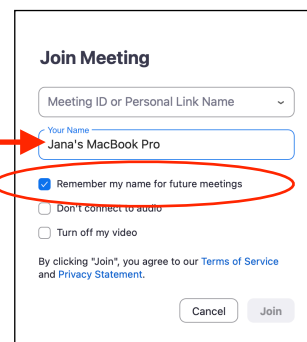 Join Meeting
Meeting ID or Personal Link Name
Your Name
Jana's MacBook Pro
Remember my name for future meetings
Don't connect to audio
Turn off my video
By clicking "Join", you agree to our Terms of Service
and Privacy Statement.
Cancel Join